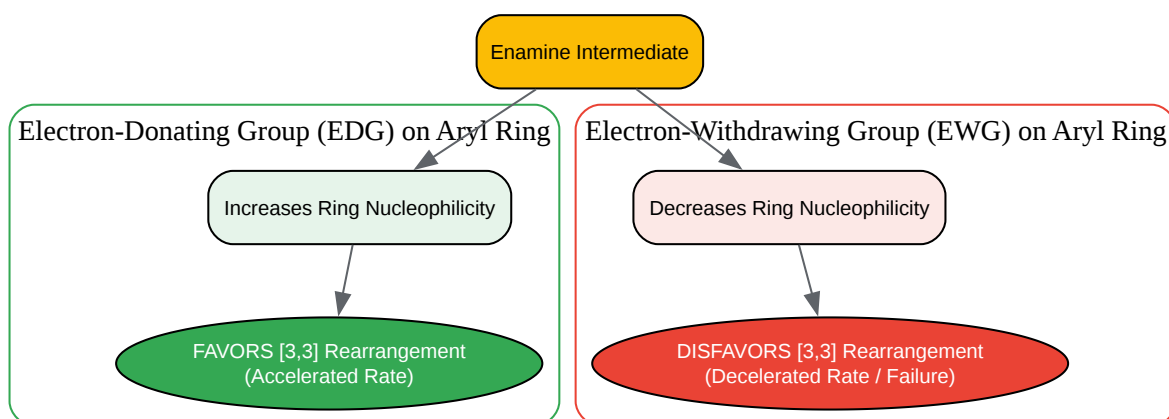 Enamine Intermediate
Electron-Donating Group (EDG) on Aryl Ring
Electron-Withdrawing Group (EWG) on Aryl Ring
Increases Ring Nucleophilicity
Decreases Ring Nucleophilicity
FAVORS [3,3] Rearrangement
(Accelerated Rate)
DISFAVORS [3,3] Rearrangement
(Decelerated Rate / Failure)